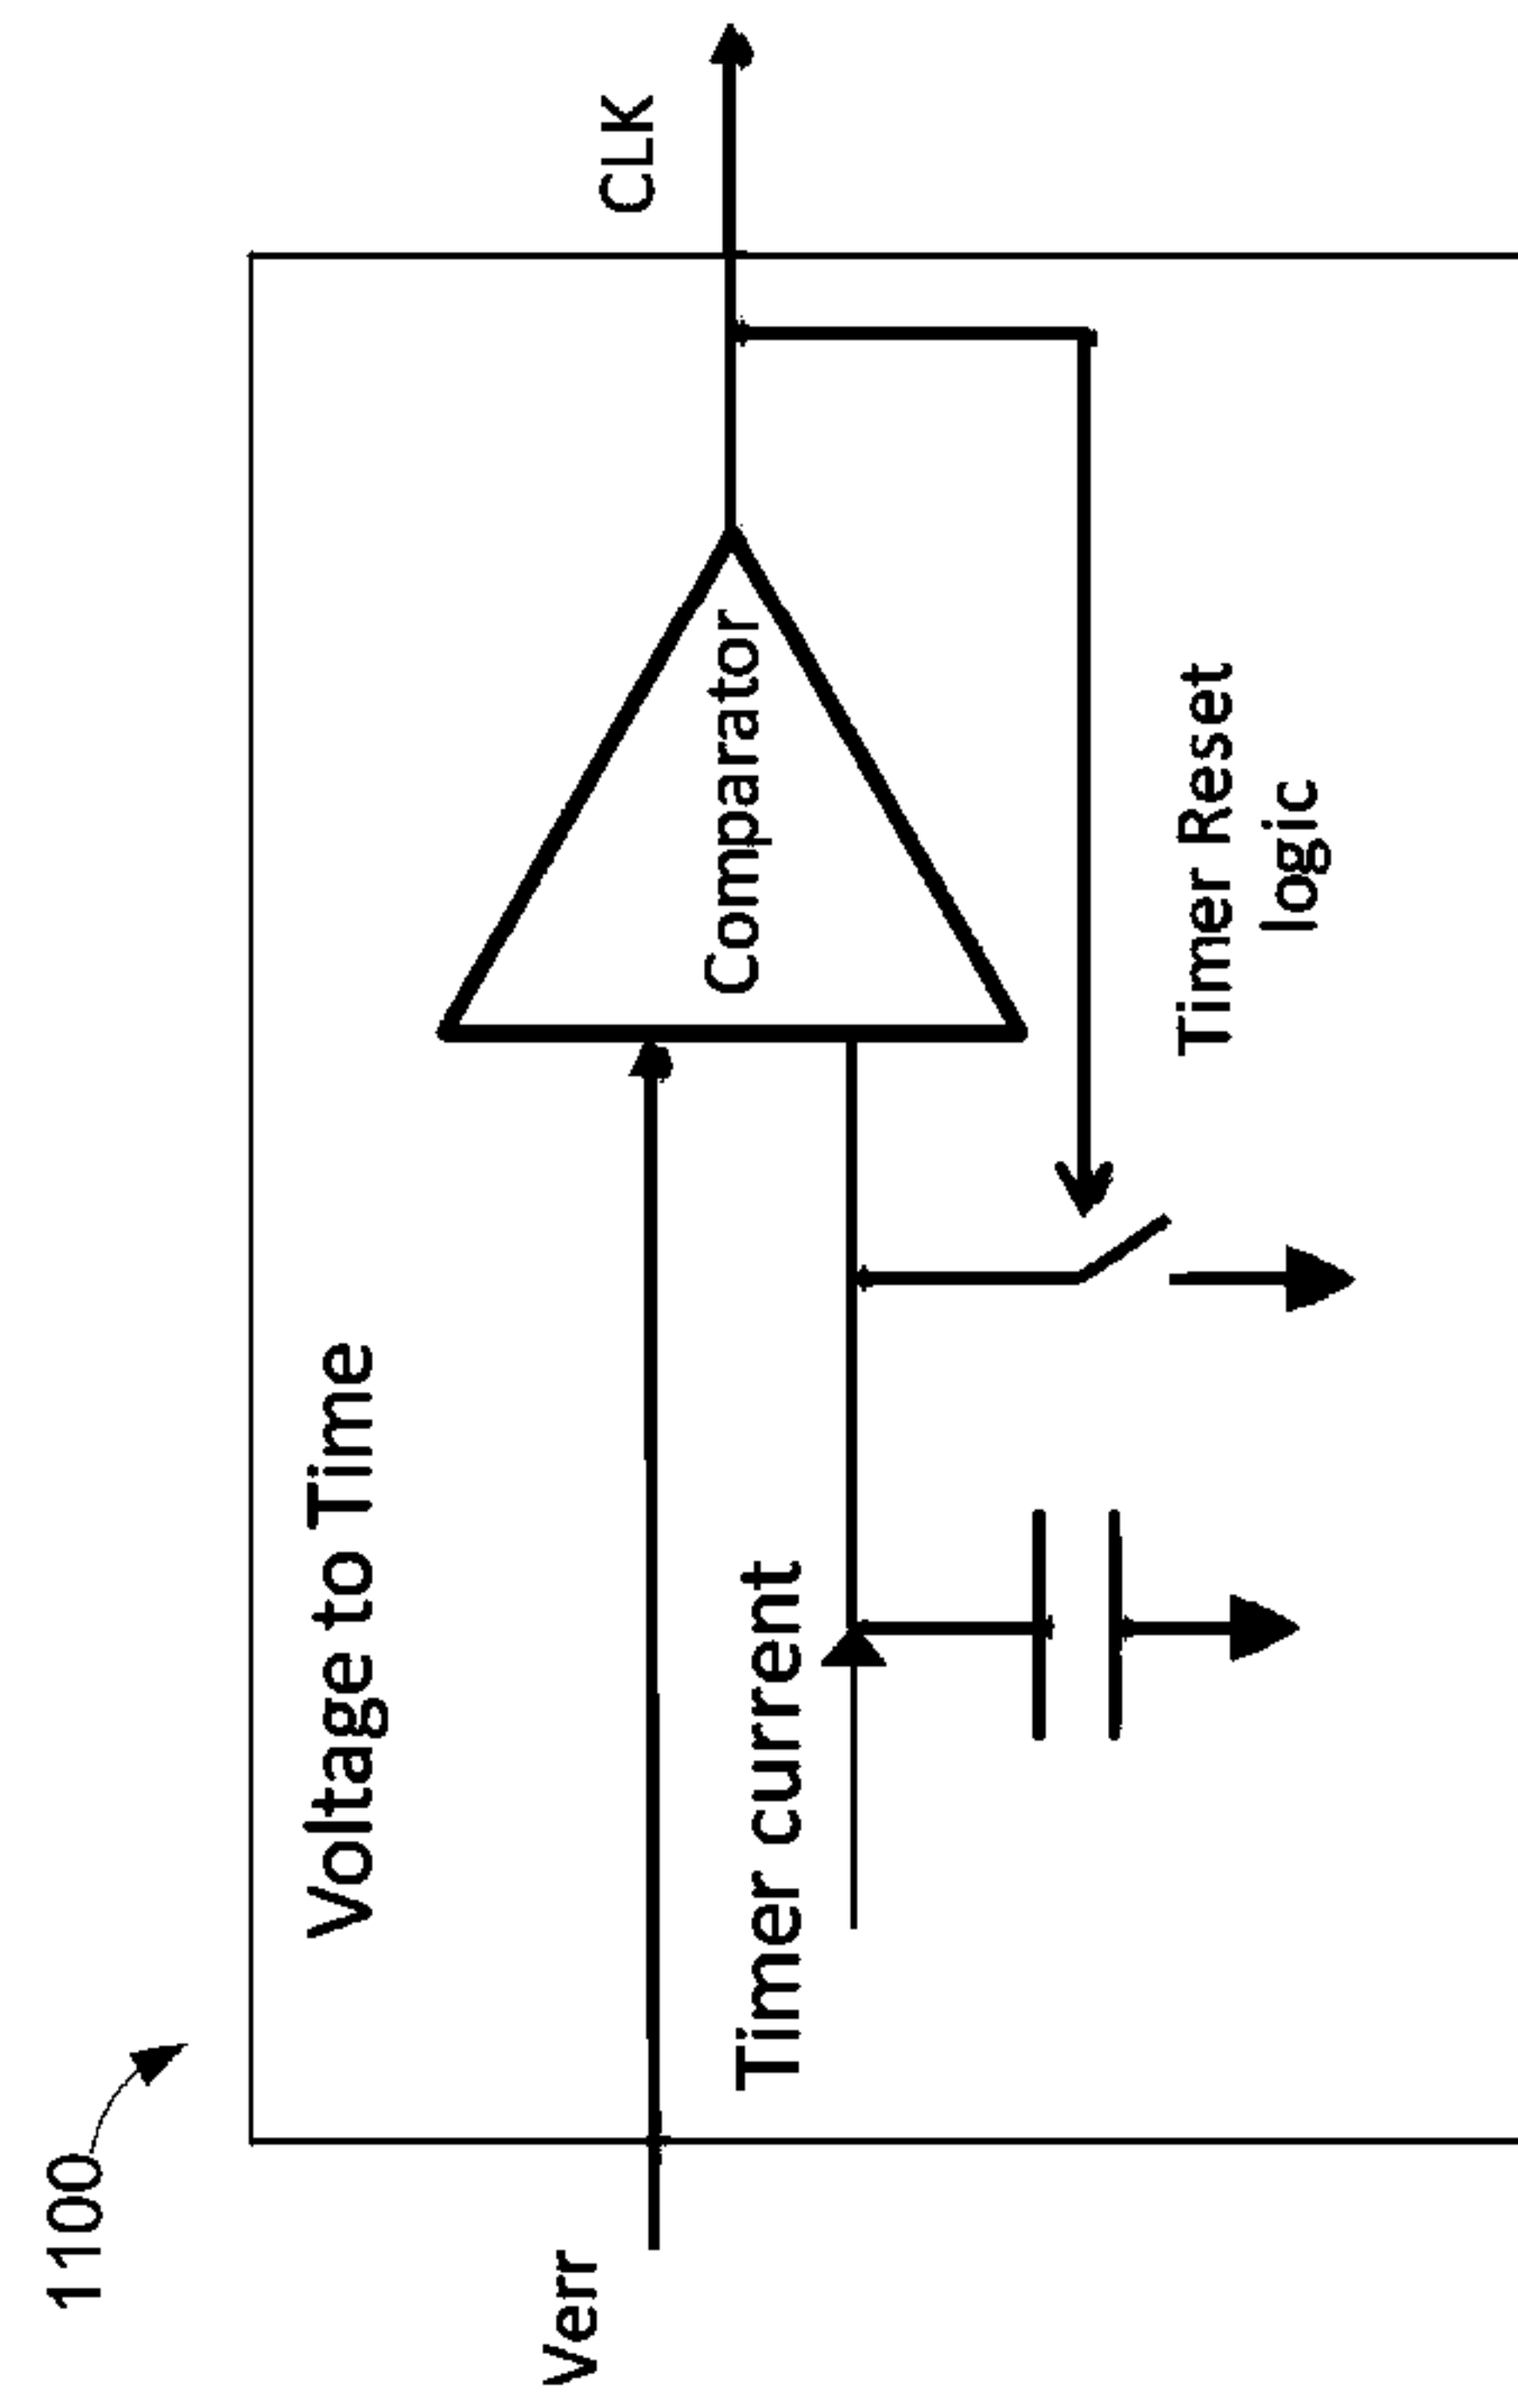 1100
Voltage to Time
Verr
CLK
Timer current
Comparator
Timer Reset
logic